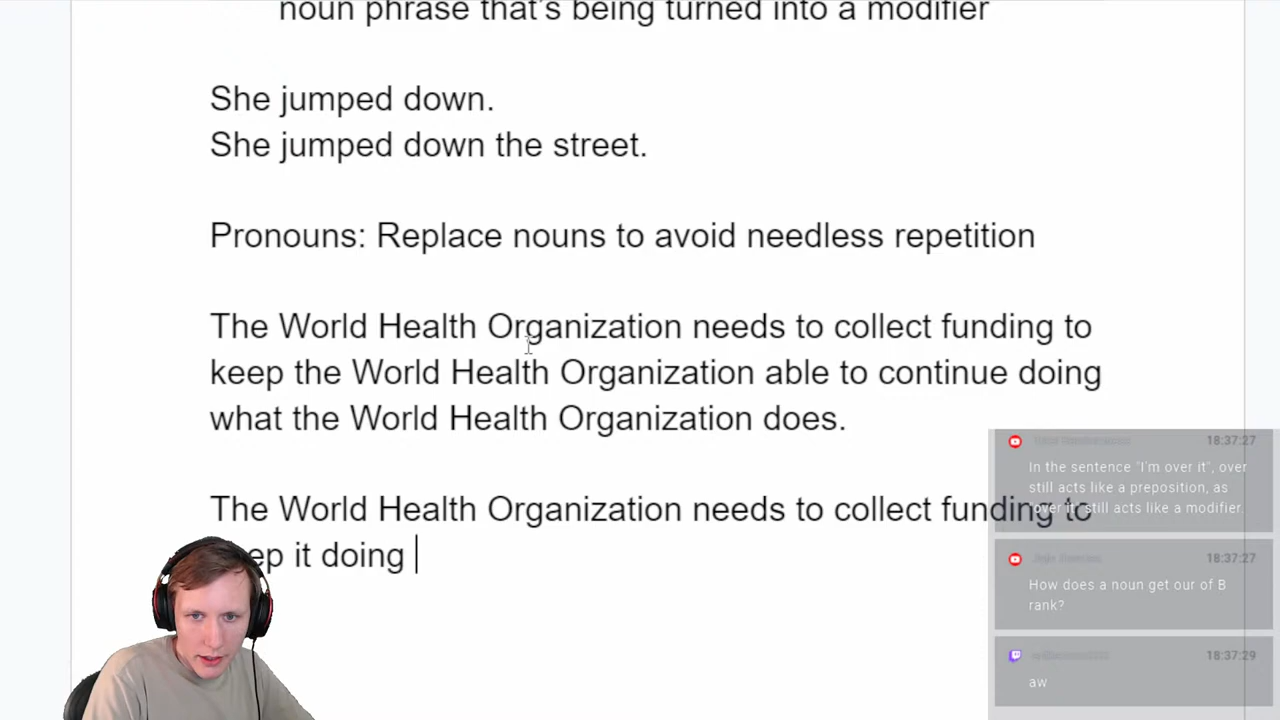 noun phrase that's being turned into a modifier
She jumped down.
She jumped down the street.
Pronouns: Replace nouns to avoid needless repetition
The World Health Organization needs to collect funding to
keep the World Health Organization able to continue doing
what the World Health Organization does.
The World Health Organization needs to collect funding to
ep it doing
18:37:27
In the sentence "I'm over it", over
still acts like a preposition, as
"over it" still acts like a modifier.
18:37:27
How does a noun get our of B
rank?
18:37:29
aw